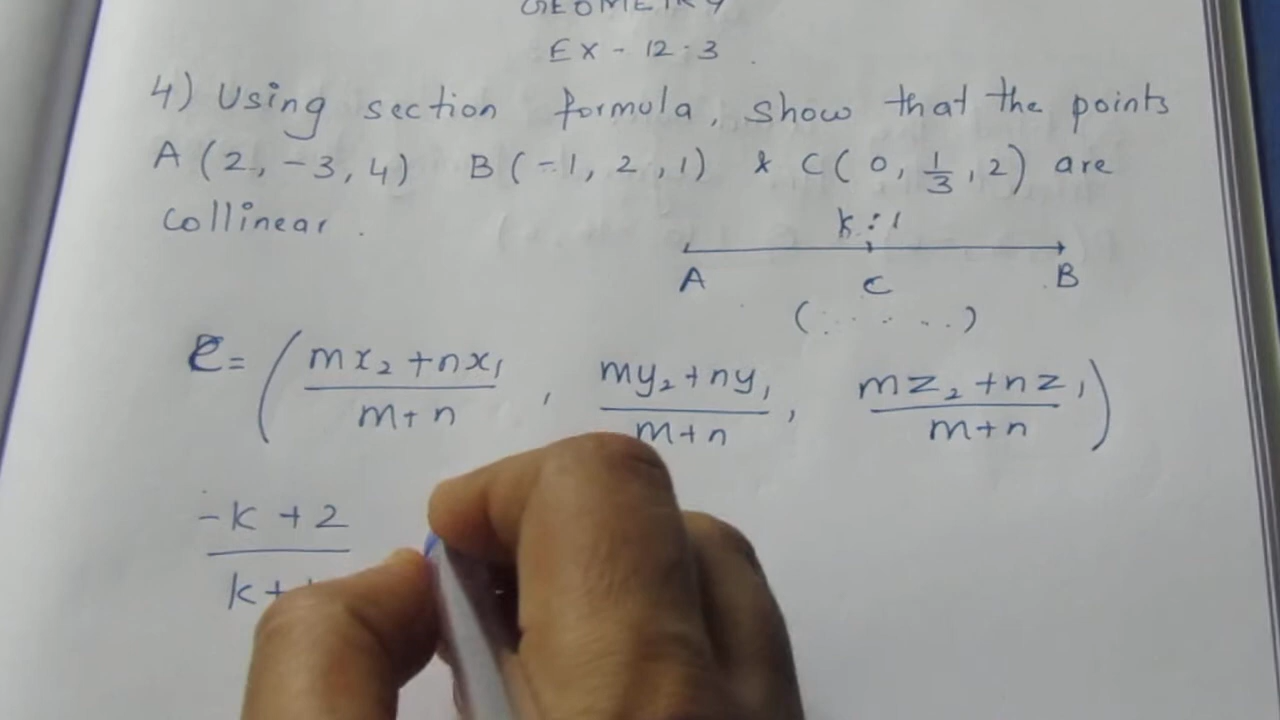 GEOMETRY
EX - 12.3
4) Using section formula, show that the points
A(2, -3, 4) B(-1, 2, 1) & C(0, 1/3, 2) are
collinear.
k : 1
A C B
(. . . . .)
C = ( mx₂ + nx₁ / m+n , my₂ + ny₁ / m+n , mz₂ + nz₁ / m+n )
-k + 2 / k+